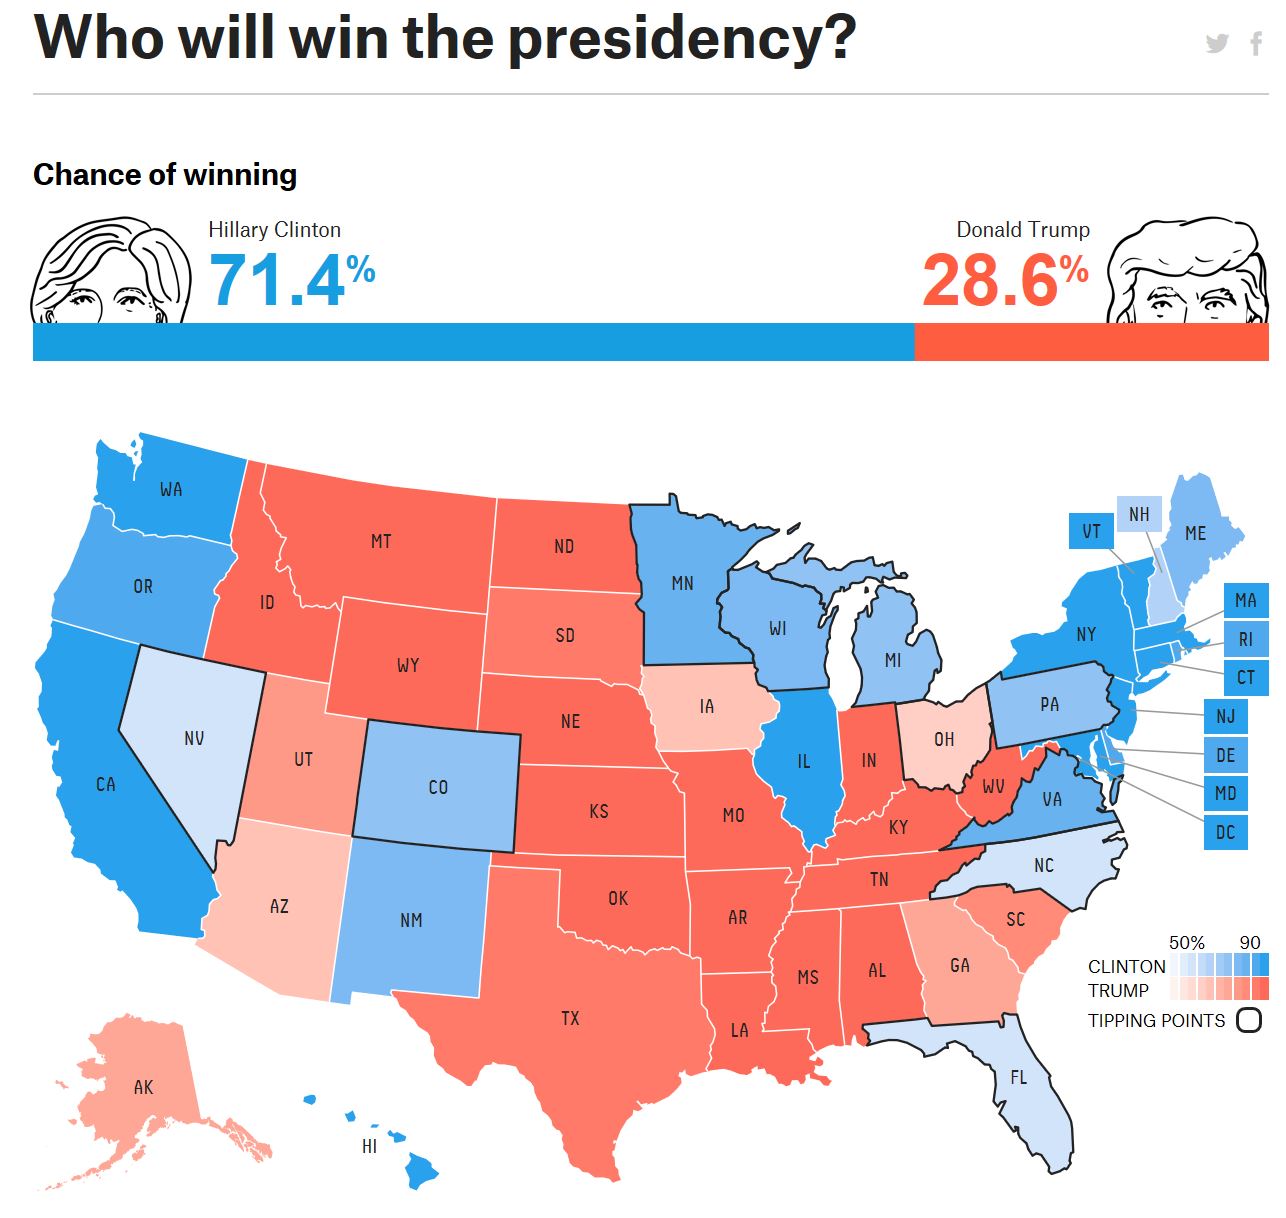 Who will win the presidency?
Chance of winning
Hillary Clinton
71.4%
Donald Trump
28.6%
WA
MT
ND
MN
NH
VT
ME
OR
ID
SD
WI
MI
NY
MA
RI
CT
WY
IA
PA
NJ
NV
NE
OH
UT
CO
IL
IN
DE
CA
KS
MO
WV
VA
MD
KY
DC
NC
AZ
NM
OK
AR
TN
SC
MS
AL
GA
TX
LA
FL
AK
HI
50% 90
CLINTON
TRUMP
TIPPING POINTS